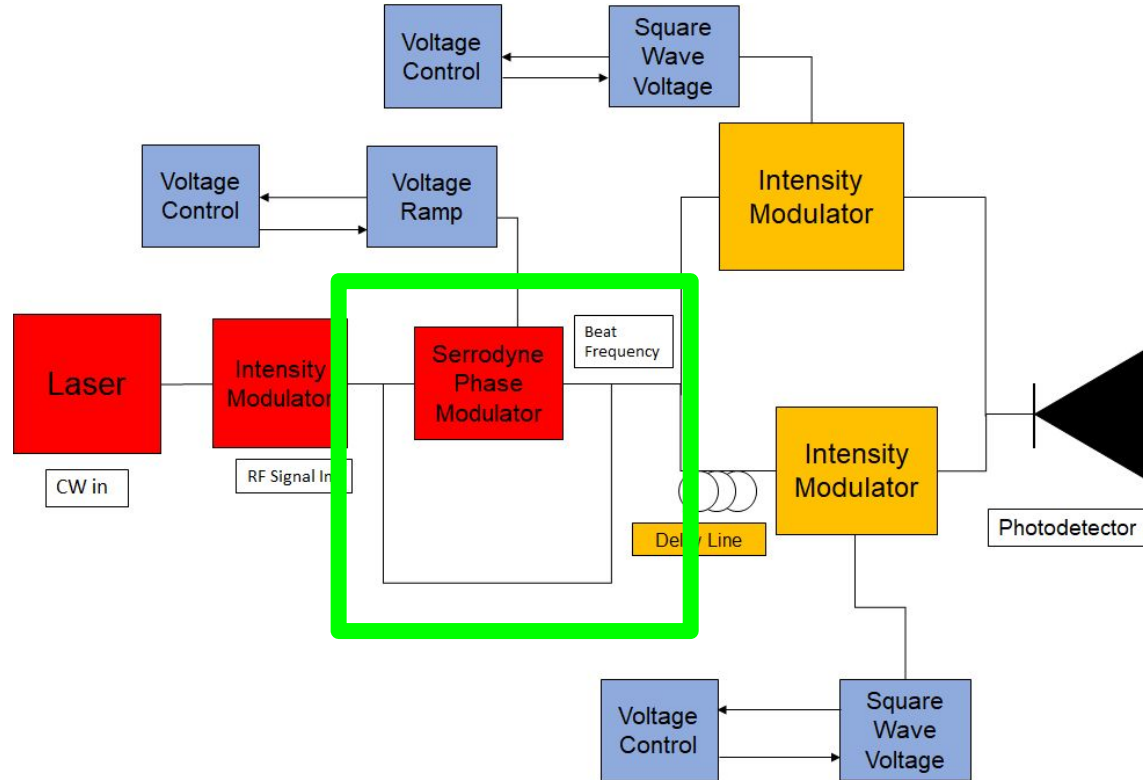 Voltage
Control
Square
Wave
Voltage
Voltage
Control
Voltage
Ramp
Intensity
Modulator
Laser
Intensity
Modulator
Serrodyne
Phase
Modulator
Beat
Frequency
CW in
RF Signal In
Intensity
Modulator
Delay Line
Photodetector
Voltage
Control
Square
Wave
Voltage